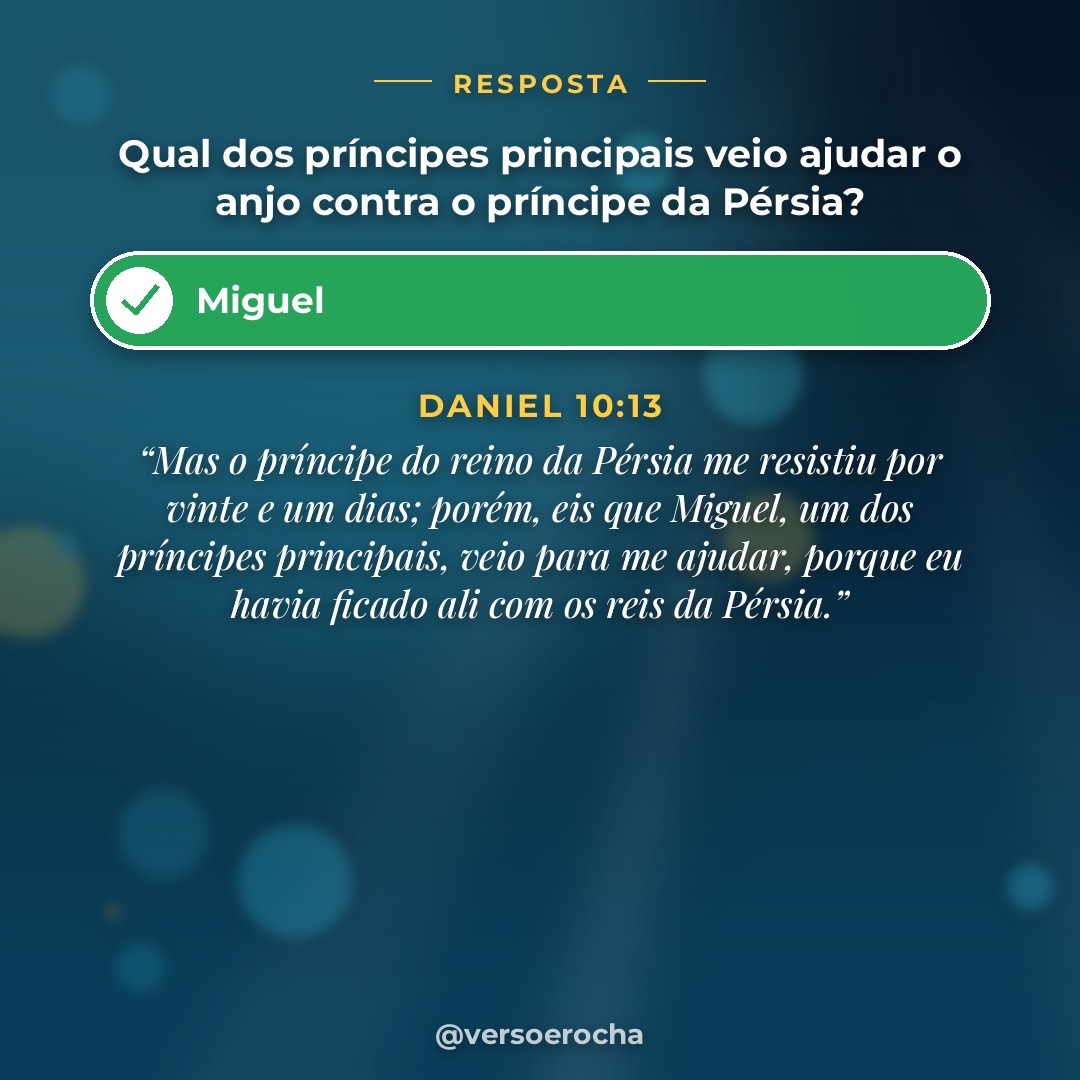 RESPOSTA
Qual dos príncipes principais veio ajudar o
anjo contra o príncipe da Pérsia?
Miguel
DANIEL 10:13
“Mas o príncipe do reino da Pérsia me resistiu por
vinte e um dias; porém, eis que Miguel, um dos
príncipes principais, veio para me ajudar, porque eu
havia ficado ali com os reis da Pérsia.”
@versoerocha